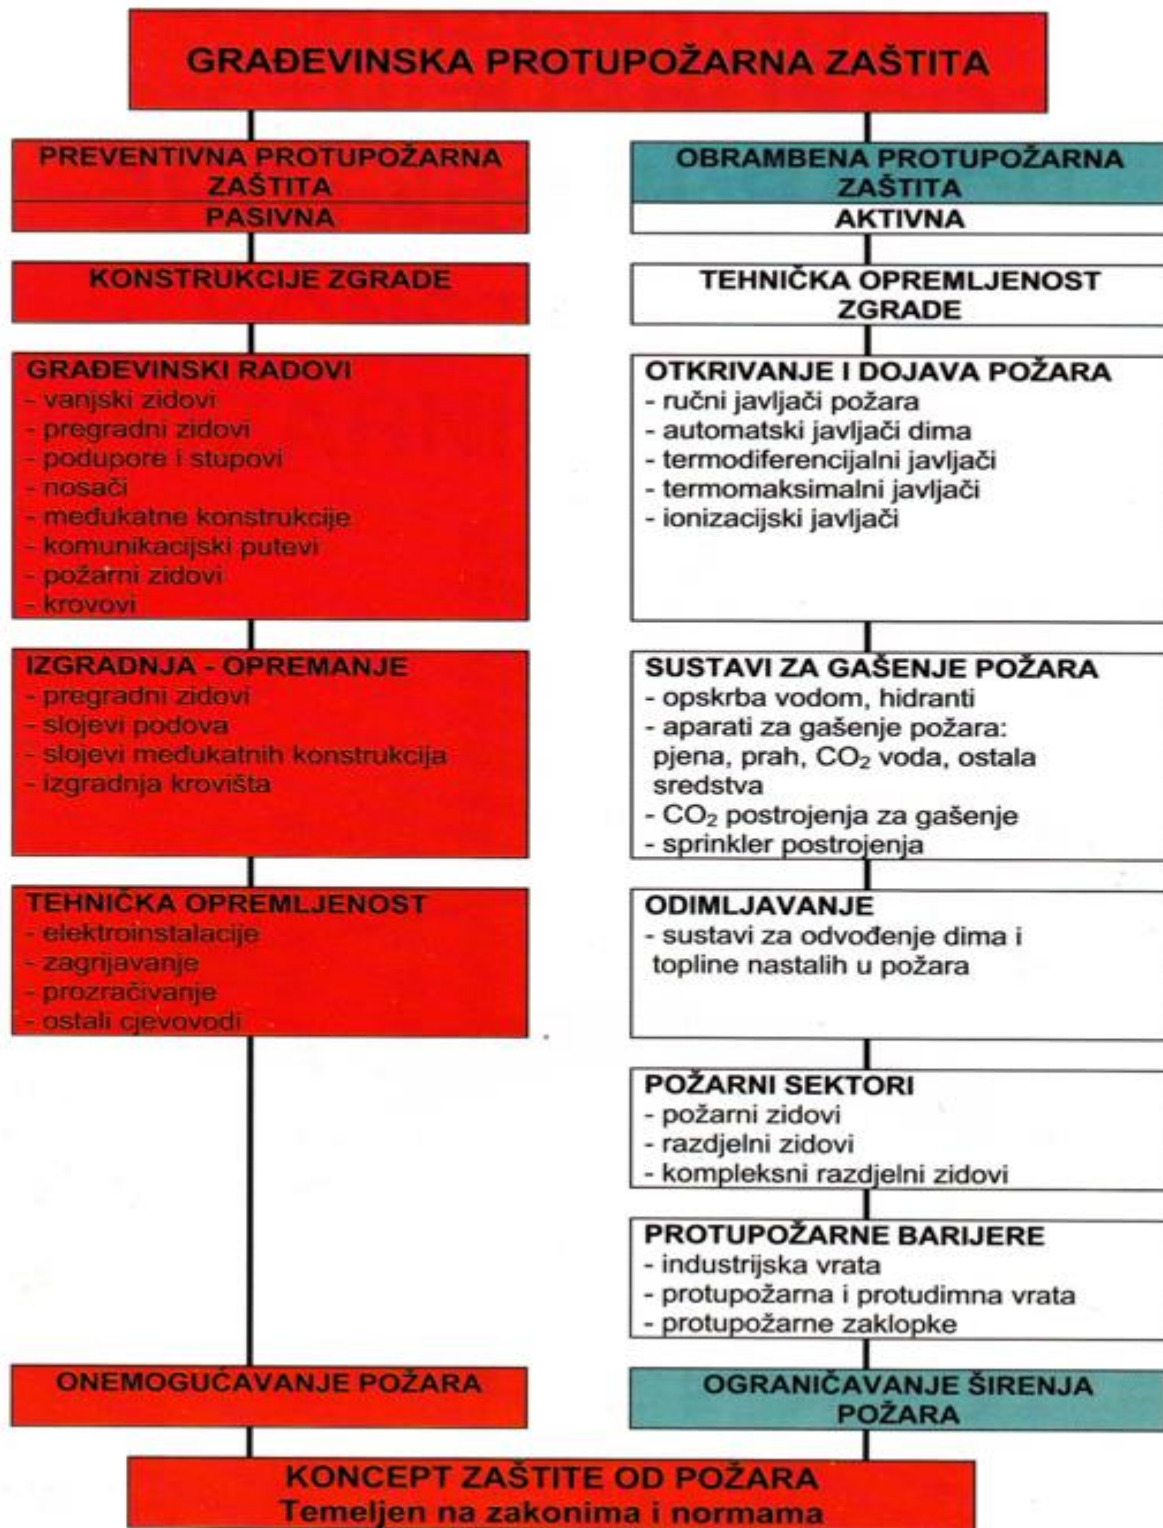 GRAĐEVINSKA PROTUPOŽARNA ZAŠTITA
PREVENTIVNA PROTUPOŽARNA
ZAŠTITA
PASIVNA
KONSTRUKCIJE ZGRADE
GRAĐEVINSKI RADOVI
- vanjski zidovi
- pregradni zidovi
- podupore i stupovi
- nosači
- međukatne konstrukcije
- komunikacijski putevi
- požarni zidovi
- krovovi
IZGRADNJA - OPREMANJE
- pregradni zidovi
- slojevi podova
- slojevi međukatnih konstrukcija
- izgradnja krovišta
TEHNIČKA OPREMLJENOST
- elektroinstalacije
- zagrijavanje
- prozračivanje
- ostali cjevovodi
ONEMOGUĆAVANJE POŽARA
OBRAMBENA PROTUPOŽARNA
ZAŠTITA
AKTIVNA
TEHNIČKA OPREMLJENOST
ZGRADE
OTKRIVANJE I DOJAVA POŽARA
- ručni javljači požara
- automatski javljači dima
- termodiferencijalni javljači
- termomaksimalni javljači
- ionizacijski javljači
SUSTAVI ZA GAŠENJE POŽARA
- opskrba vodom, hidranti
- aparati za gašenje požara:
pjena, prah, CO₂ voda, ostala
sredstva
- CO₂ postrojenja za gašenje
- sprinkler postrojenja
ODIMLJAVANJE
- sustavi za odvođenje dima i
topline nastalih u požara
POŽARNI SEKTORI
- požarni zidovi
- razdjelni zidovi
- kompleksni razdjelni zidovi
PROTUPOŽARNE BARIJERE
- industrijska vrata
- protupožarna i protudimna vrata
- protupožarne zaklopke
OGRANIČAVANJE ŠIRENJA
POŽARA
KONCEPT ZAŠTITE OD POŽARA
Temeljen na zakonima i normama